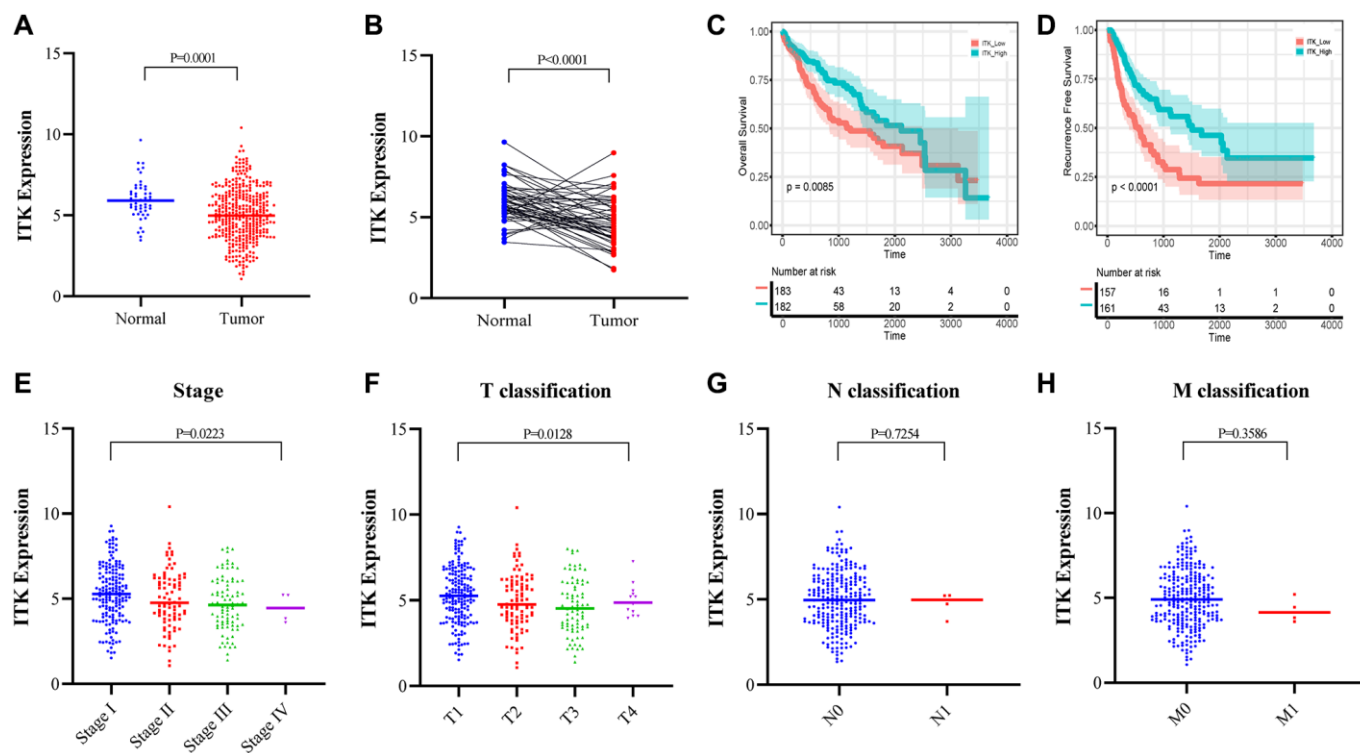 A
P=0.0001
ITK Expression
15
10
5
0
Normal
Tumor
B
P<0.0001
ITK Expression
15
10
5
0
Normal
Tumor
C
ITK_Low
ITK_High
Overall Survival
1.00
0.75
0.50
0.25
0.00
p = 0.0085
0 1000 2000 3000 4000
Time
Number at risk
183 43 13 4 0
182 58 20 2 0
0 1000 2000 3000 4000
Time
D
ITK_Low
ITK_High
Recurrence Free Survival
1.00
0.75
0.50
0.25
0.00
p < 0.0001
0 1000 2000 3000 4000
Time
Number at risk
157 16 1 1 0
161 43 13 2 0
0 1000 2000 3000 4000
Time
E
Stage
P=0.0223
ITK Expression
15
10
5
0
Stage I
Stage II
Stage III
Stage IV
F
T classification
P=0.0128
ITK Expression
15
10
5
0
T1
T2
T3
T4
G
N classification
P=0.7254
ITK Expression
15
10
5
0
N0
N1
H
M classification
P=0.3586
ITK Expression
15
10
5
0
M0
M1